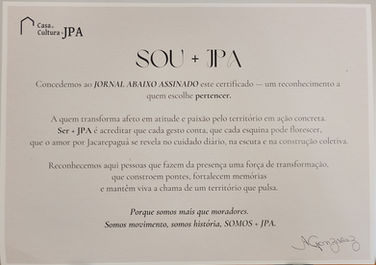 Casa de
Cultura JPA
SOU + JPA
Concedemos ao JORNAL ABAIXO ASSINADO este certificado — um reconhecimento a
quem escolhe pertencer.
A quem transforma afeto em atitude e paixão pelo território em ação concreta.
Ser + JPA é acreditar que cada gesto conta, que cada esquina pode florescer,
que o amor por Jacarepaguá se revela no cuidado diário, na escuta e na construção coletiva.
Reconhecemos aqui pessoas que fazem da presença uma força de transformação,
que constroem pontes, fortalecem memórias
e mantêm viva a chama de um território que pulsa.
Porque somos mais que moradores.
Somos movimento, somos história, SOMOS + JPA.